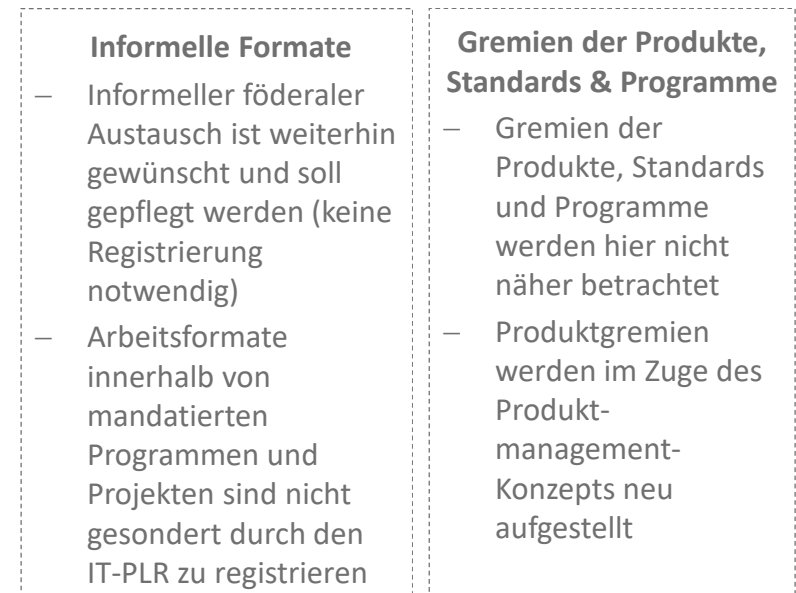 Informelle Formate
– Informeller föderaler
Austausch ist weiterhin
gewünscht und soll
gepflegt werden (keine
Registrierung
notwendig)
– Arbeitsformate
innerhalb von
mandatierten
Programmen und
Projekten sind nicht
gesondert durch den
IT-PLR zu registrieren
Gremien der Produkte,
Standards & Programme
– Gremien der
Produkte, Standards
und Programme
werden hier nicht
näher betrachtet
– Produktgremien
werden im Zuge des
Produkt-
management-
Konzepts neu
aufgestellt